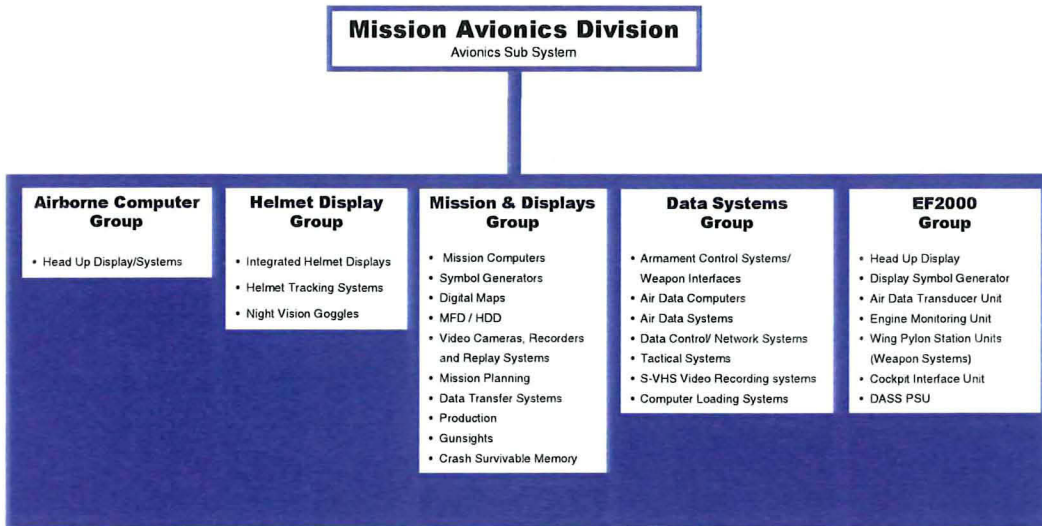 Mission Avionics Division
Avionics Sub System
Airborne Computer
Group
• Head Up Display/Systems
Helmet Display
Group
• Integrated Helmet Displays
• Helmet Tracking Systems
• Night Vision Goggles
Mission & Displays
Group
• Mission Computers
• Symbol Generators
• Digital Maps
• MFD / HDD
• Video Cameras, Recorders
and Replay Systems
• Mission Planning
• Data Transfer Systems
• Production
• Gunsights
• Crash Survivable Memory
Data Systems
Group
• Armament Control Systems/
Weapon Interfaces
• Air Data Computers
• Air Data Systems
• Data Control/ Network Systems
• Tactical Systems
• S-VHS Video Recording systems
• Computer Loading Systems
EF2000
Group
• Head Up Display
• Display Symbol Generator
• Air Data Transducer Unit
• Engine Monitoring Unit
• Wing Pylon Station Units
(Weapon Systems)
• Cockpit Interface Unit
• DASS PSU